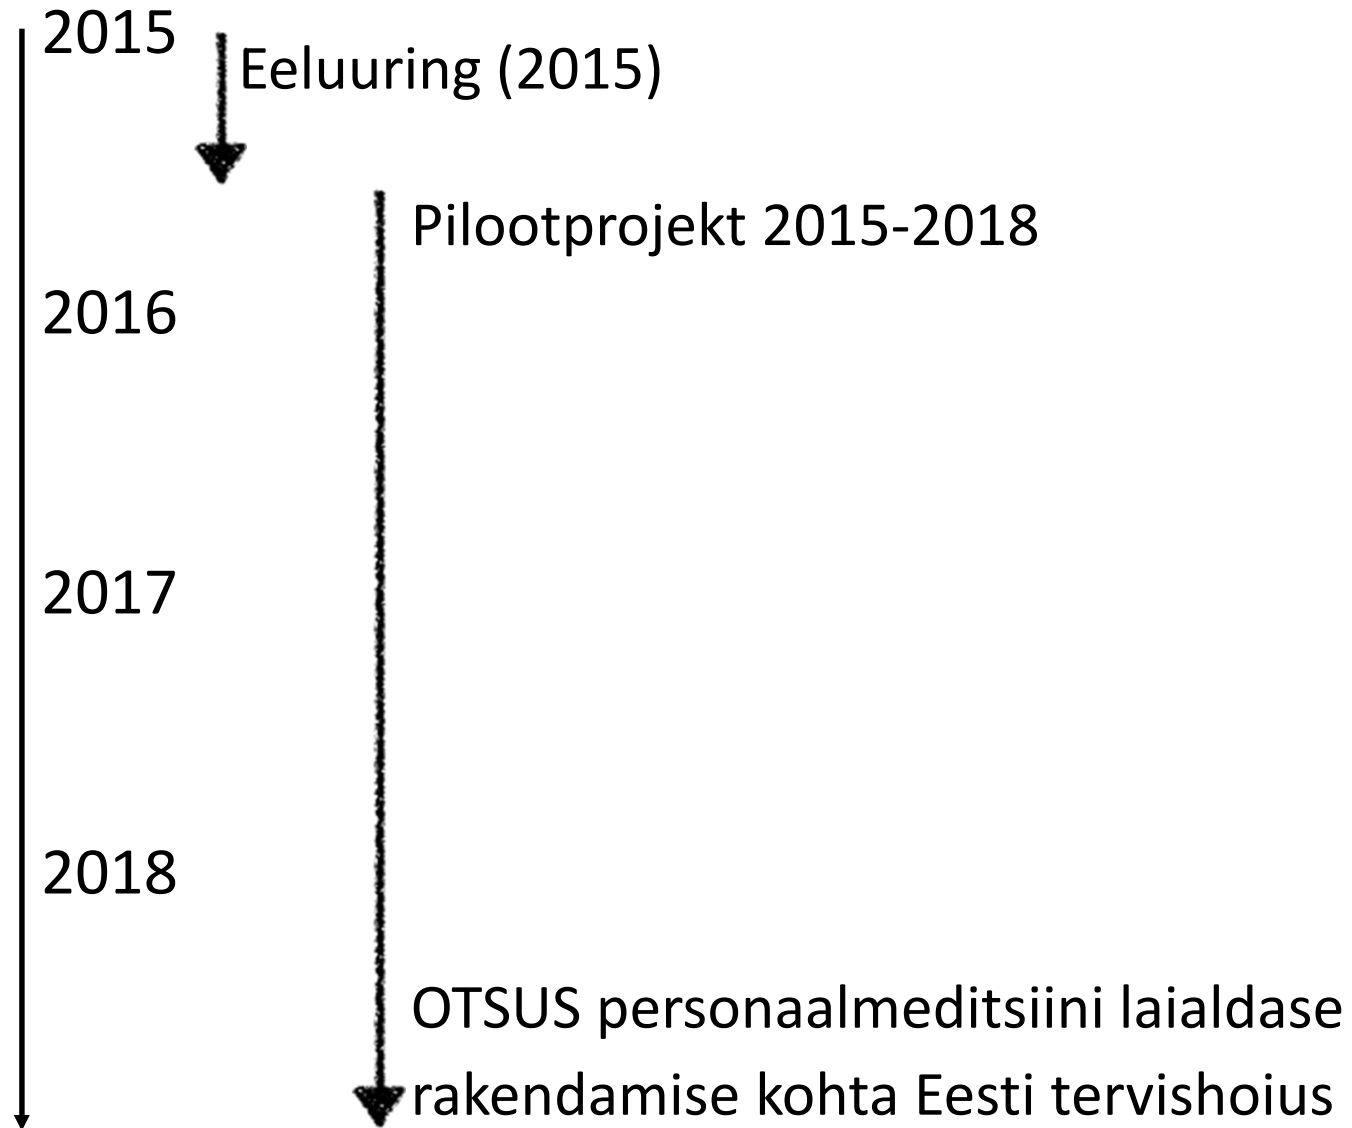 2015
Eeluuring (2015)
Pilootprojekt 2015-2018
2016
2017
2018
OTSUS personaalmeditsiini laialdase
rakendamise kohta Eesti tervishoius